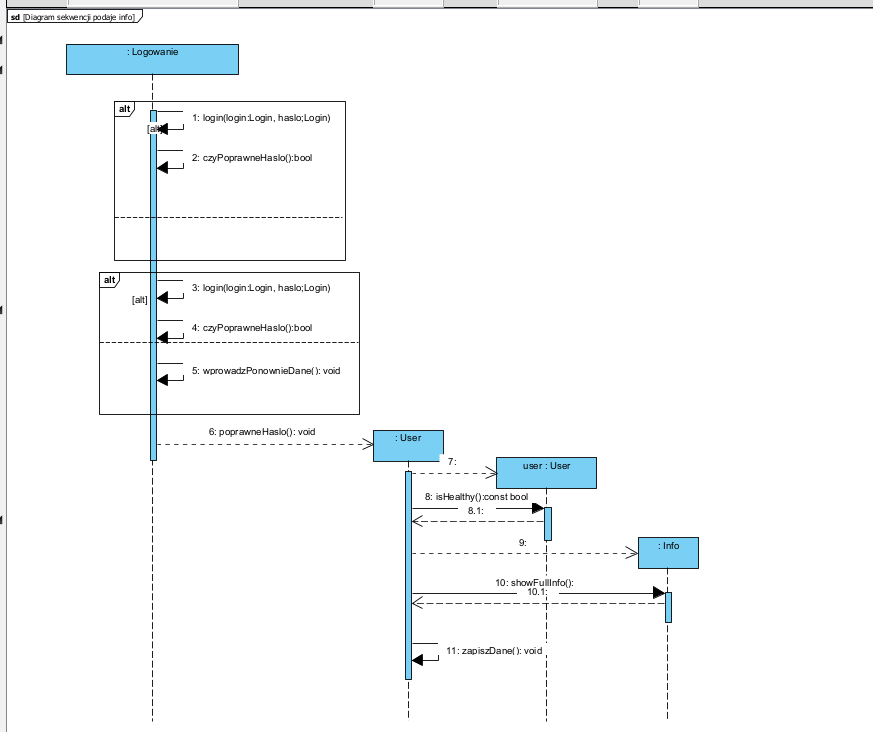 sd [Diagram sekwencji podaje info]
: Logowanie
alt
1: login(login:Login, haslo;Login)
[alt]
2: czyPoprawneHaslo():bool
alt
3: login(login:Login, haslo;Login)
[alt]
4: czyPoprawneHaslo():bool
5: wprowadzPonownieDane(): void
6: poprawneHaslo(): void
: User
7:
user : User
8: isHealthy():const bool
8.1:
9:
: Info
10: showFullInfo():
10.1:
11: zapiszDane(): void